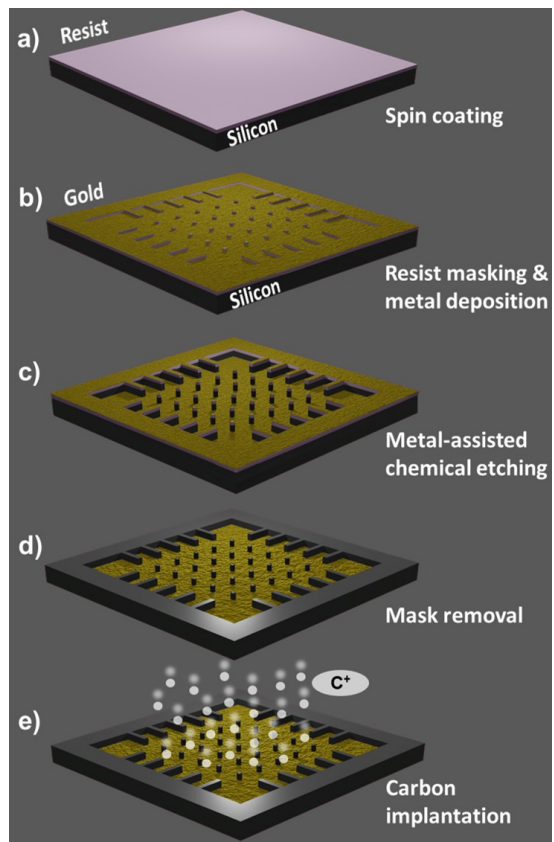 a)
Resist
Silicon
Spin coating
b)
Gold
Silicon
Resist masking &
metal deposition
c)
Metal-assisted
chemical etching
d)
Mask removal
C+
e)
Carbon
implantation